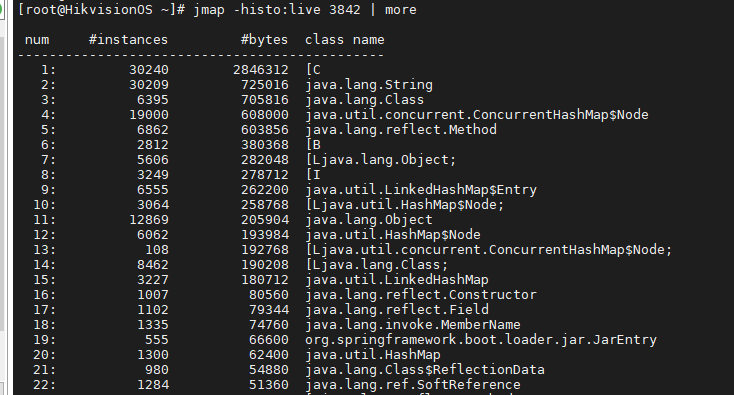 [root@HikvisionOS ~]# jmap -histo:live 3842 | more
num #instances #bytes class name
----------------------------------------------
1: 30240 2846312 [C
2: 30209 725016 java.lang.String
3: 6395 705816 java.lang.Class
4: 19000 608000 java.util.concurrent.ConcurrentHashMap$Node
5: 6862 603856 java.lang.reflect.Method
6: 2812 380368 [B
7: 5606 282048 [Ljava.lang.Object;
8: 3249 278712 [I
9: 6555 262200 java.util.LinkedHashMap$Entry
10: 3064 258768 [Ljava.util.HashMap$Node;
11: 12869 205904 java.lang.Object
12: 6062 193984 java.util.HashMap$Node
13: 108 192768 [Ljava.util.concurrent.ConcurrentHashMap$Node;
14: 8462 190208 [Ljava.lang.Class;
15: 3227 180712 java.util.LinkedHashMap
16: 1007 80560 java.lang.reflect.Constructor
17: 1102 79344 java.lang.reflect.Field
18: 1335 74760 java.lang.invoke.MemberName
19: 555 66600 org.springframework.boot.loader.jar.JarEntry
20: 1300 62400 java.util.HashMap
21: 980 54880 java.lang.Class$ReflectionData
22: 1284 51360 java.lang.ref.SoftReference